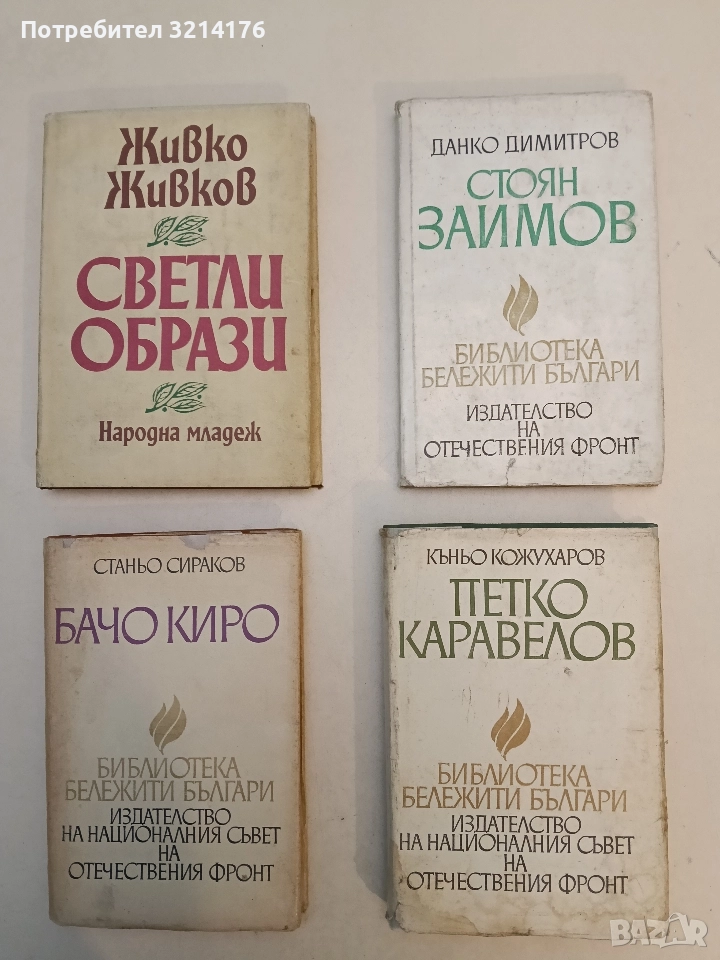 Потребител 3214176
Живко
Живков
СВЕТЛИ
ОБРАЗИ
Народна младеж
ДАНКО ДИМИТРОВ
СТОЯН
ЗАИМОВ
БИБЛИОТЕКА
БЕЛЕЖИТИ БЪЛГАРИ
ИЗДАТЕЛСТВО
НА
ОТЕЧЕСТВЕНИЯ ФРОНТ
СТАНЬО СИРАКОВ
БАЧО КИРО
БИБЛИОТЕКА
БЕЛЕЖИТИ БЪЛГАРИ
ИЗДАТЕЛСТВО
НА НАЦИОНАЛНИЯ СЪВЕТ
НА
ОТЕЧЕСТВЕНИЯ ФРОНТ
КЪНЬО КОЖУХАРОВ
ПЕТКО
КАРАВЕЛОВ
БИБЛИОТЕКА
БЕЛЕЖИТИ БЪЛГАРИ
ИЗДАТЕЛСТВО
НА НАЦИОНАЛНИЯ СЪВЕТ
НА
ОТЕЧЕСТВЕНИЯ ФРОНТ
BAZAR